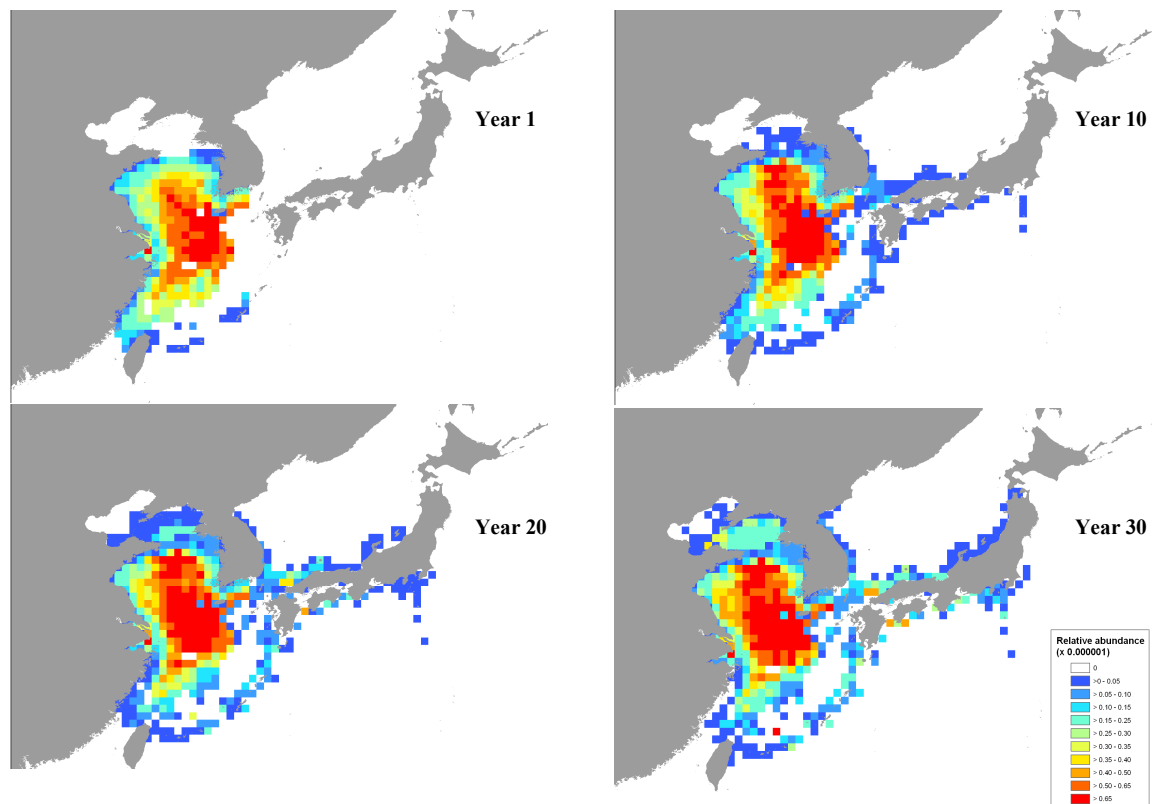 Year 1
Year 10
Year 20
Year 30
Relative abundance
(x 0.000001)
0
>0 - 0.05
> 0.05 - 0.10
> 0.10 - 0.15
> 0.15 - 0.25
> 0.25 - 0.30
> 0.30 - 0.35
> 0.35 - 0.40
> 0.40 - 0.50
> 0.50 - 0.65
> 0.65